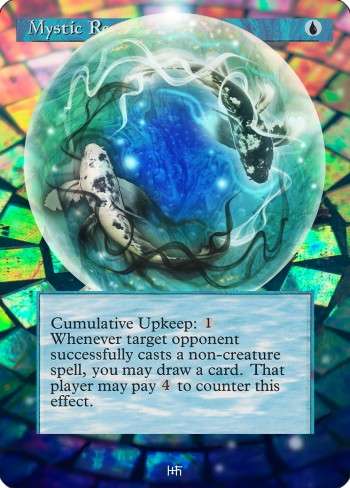 Mystic
Cumulative Upkeep: 1
Whenever target opponent
successfully casts a non-creature
spell, you may draw a card. That
player may pay 4 to counter this
effect.